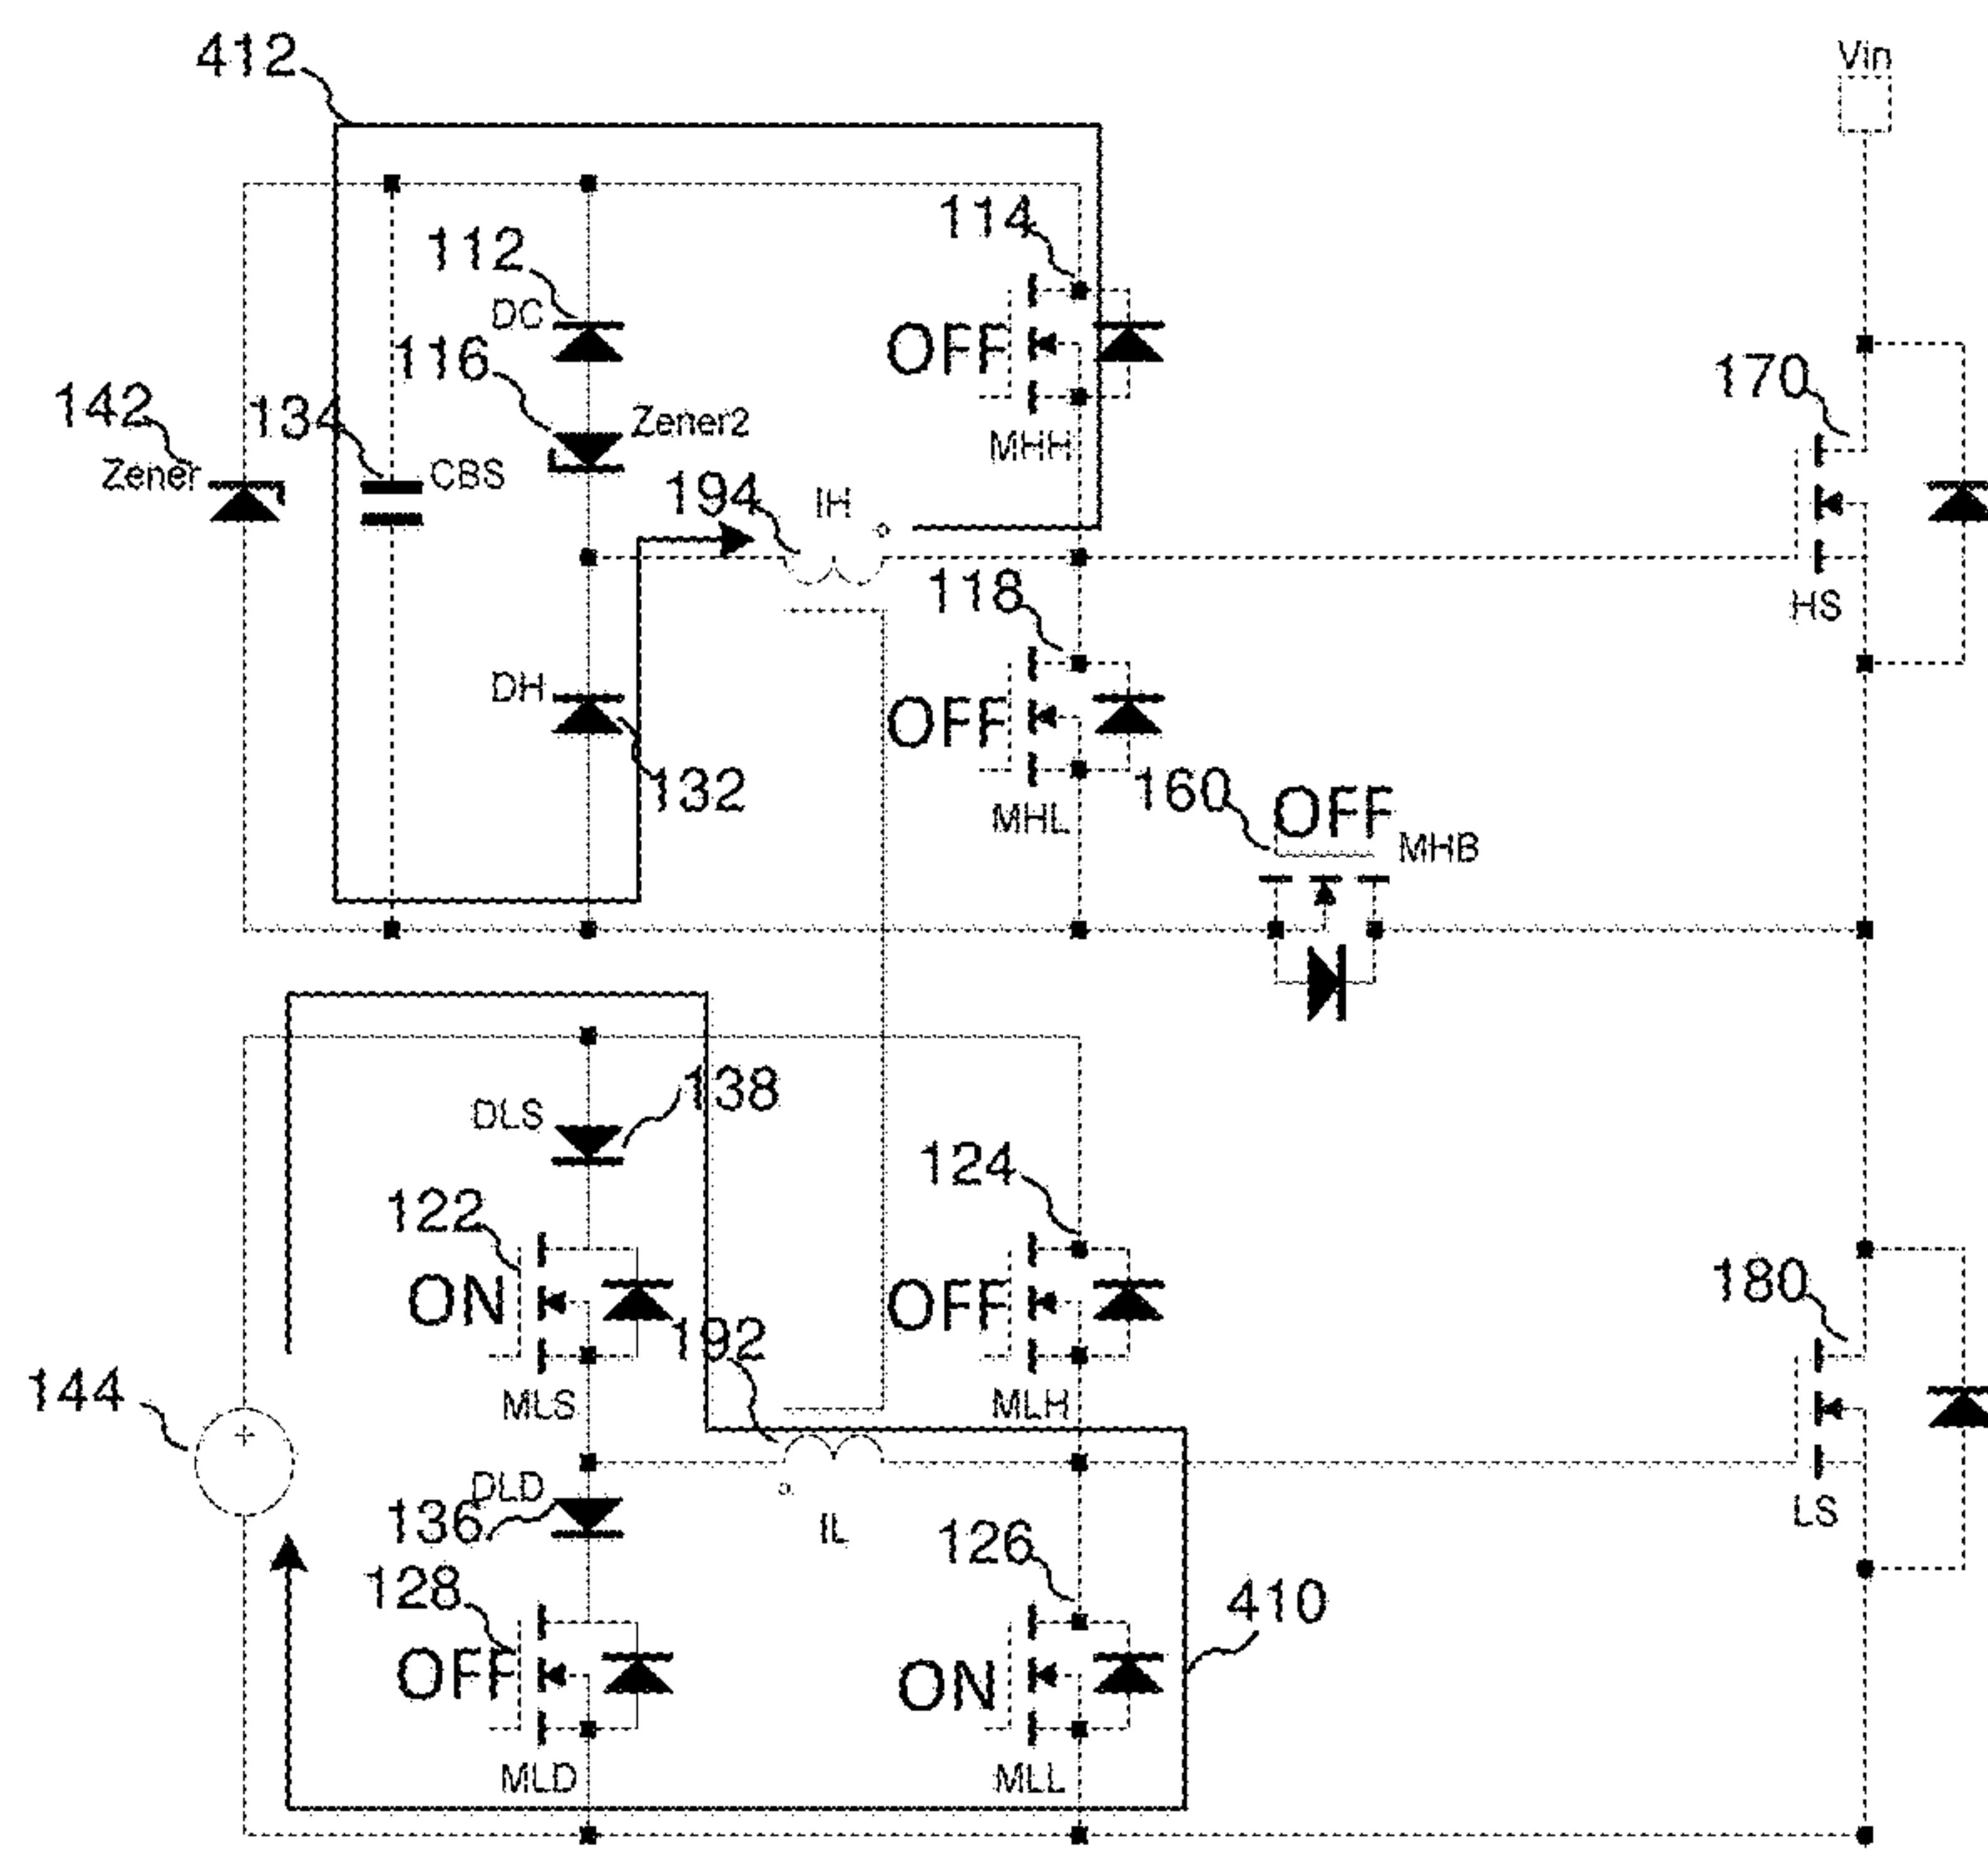 412
Vin
114
112
DC
116
OFF
170
142
134
Zener2
MHH
Zener
CBS
194
IH
118
HS
DH
OFF
132
160
OFF
MHB
MHL
138
DLS
124
122
ON
OFF
180
192
144
MLS
MLH
DLD
136
IL
LS
126
128
410
OFF
ON
MLD
MLL